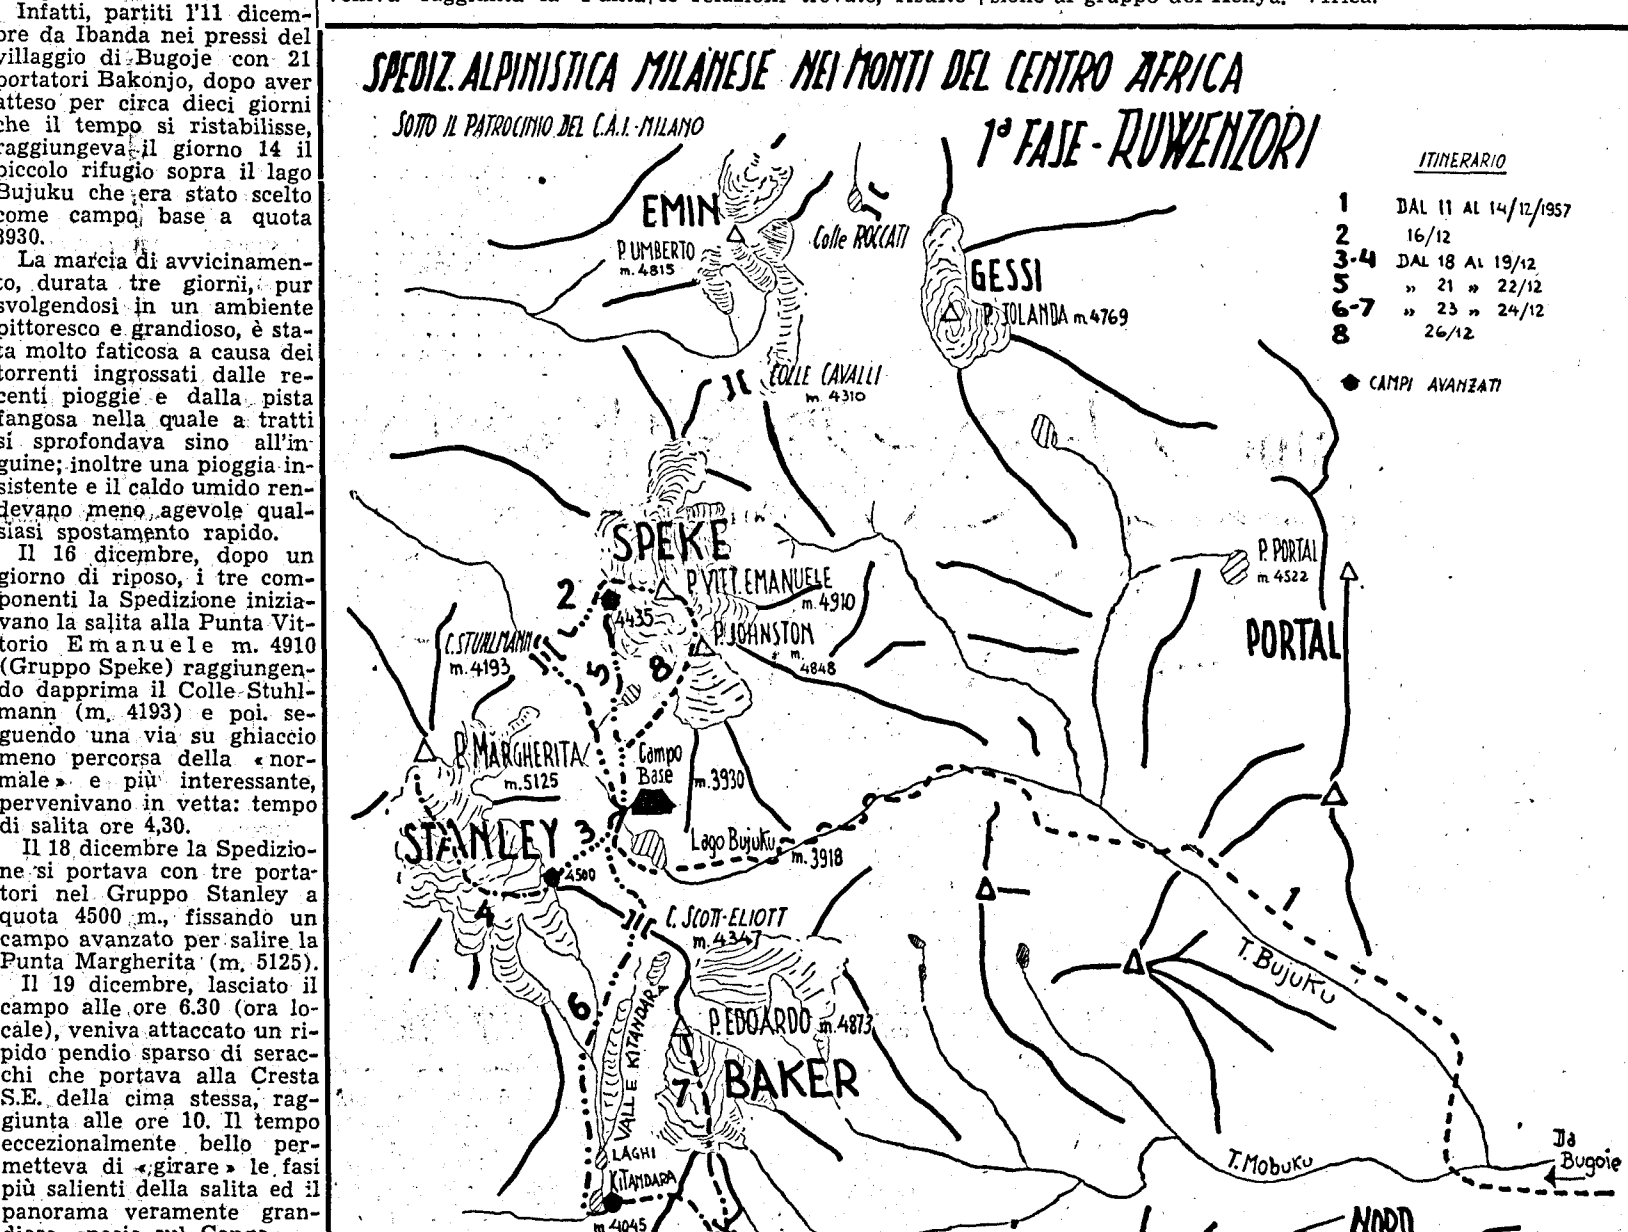 Infatti, partiti l'11 dicem-
bre da Ibanda nei pressi del
villaggio di Bugoje con 21
portatori Bakonjo, dopo aver
atteso per circa dieci giorni
che il tempo si ristabilisse,
raggiungeva il giorno 14 il
piccolo rifugio sopra il lago
Bujuku che era stato scelto
come campo base a quota
3930.
La marcia di avvicinamen-
to, durata tre giorni, pur
svolgendosi in un ambiente
pittoresco e grandioso, è sta-
ta molto faticosa a causa dei
torrenti ingrossati dalle re-
centi pioggie e dalla pista
fangosa nella quale a tratti
si sprofondava sino all'in-
guine; inoltre una pioggia in-
sistente e il caldo umido ren-
devano meno agevole qual-
siasi spostamento rapido.
Il 16 dicembre, dopo un
giorno di riposo, i tre com-
ponenti la Spedizione inizia-
vano la salita alla Punta Vit-
torio Emanuele m. 4910
(Gruppo Speke) raggiungen-
do dapprima il Colle Stuhl-
mann (m. 4193) e poi. se-
guendo una via su ghiaccio
meno percorsa della «nor-
male» e più interessante,
pervenivano in vetta: tempo
di salita ore 4,30.
Il 18 dicembre la Spedizio-
ne si portava con tre porta-
tori nel Gruppo Stanley a
quota 4500 m., fissando un
campo avanzato per salire la
Punta Margherita (m. 5125).
Il 19 dicembre, lasciato il
campo alle ore 6.30 (ora lo-
cale), veniva attaccato un ri-
pido pendio sparso di serac-
chi che portava alla Cresta
S.E. della cima stessa, rag-
giunta alle ore 10. Il tempo
eccezionalmente bello per-
metteva di «girare» le fasi
più salienti della salita ed il
panorama veramente gran-
SPEDIZ. ALPINISTICA MILANESE NEI MONTI DEL CENTRO AFRICA
SOTTO IL PATROCINIO DEL C.A.I.-MILANO
1ª FASE - RUWENZORI
ITINERARIO
1 DAL 11 AL 14/12/1957
2 16/12
3-4 DAL 18 AL 19/12
5 " 21 " 22/12
6-7 " 23 " 24/12
8 26/12
CAMPI AVANZATI
EMIN
P. UMBERTO
m. 4815
Colle ROCCATI
GESSI
P. JOLANDA m. 4769
COLLE CAVALLI
m. 4310
SPEKE
P. VITT. EMANUELE
m. 4910
2
4435
P. JOHNSTON
m.
4848
C. STUHLMANN
m. 4193
5
8
P. PORTAL
m. 4522
PORTAL
P. MARGHERITA
m. 5125
Campo
Base
m. 3930
STANLEY
3
Lago Bujuku
m. 3918
4500
4
C. SCOTT-ELIOTT
m. 4347
1
T. BUJUKU
6
VALLE KITANDARA
P. EDOARDO m. 4873
7
BAKER
LAGHI
KITANDARA
m. 4045
T. MOBUKU
Da
Bugoie
NORD